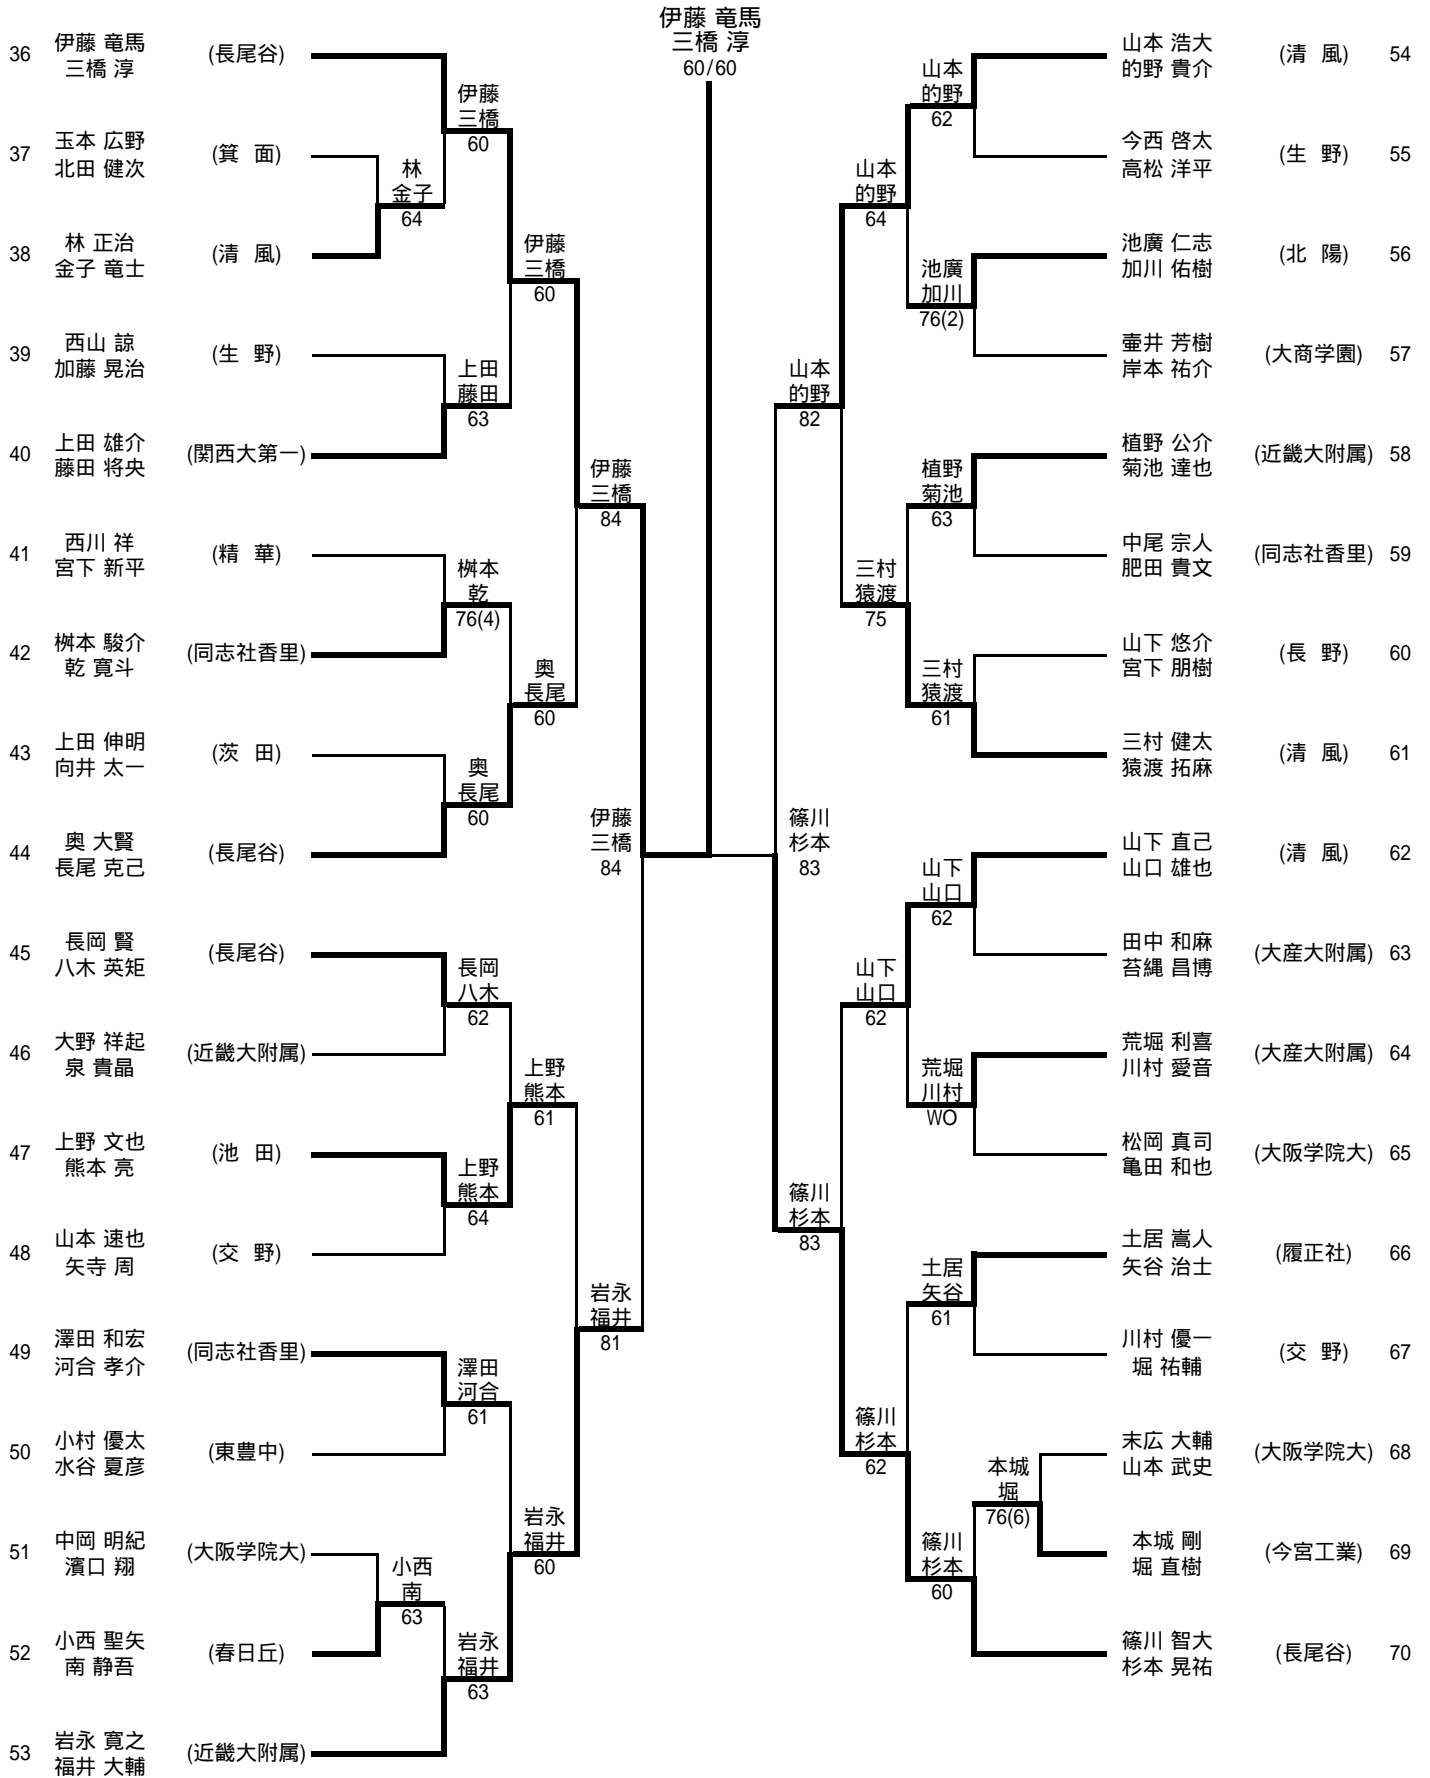 伊藤 竜馬
三橋 淳
60/60
36 伊藤 竜馬 (長尾谷)
三橋 淳
37 玉本 広野 (箕 面)
北田 健次
38 林 正治 (清 風)
金子 竜士
39 西山 諒 (生 野)
加藤 晃治
40 上田 雄介 (関西大第一)
藤田 将央
41 西川 祥 (精 華)
宮下 新平
42 桝本 駿介 (同志社香里)
乾 寛斗
43 上田 伸明 (茨 田)
向井 太一
44 奥 大賢 (長尾谷)
長尾 克己
45 長岡 賢 (長尾谷)
八木 英矩
46 大野 祥起 (近畿大附属)
泉 貴晶
47 上野 文也 (池 田)
熊本 亮
48 山本 速也 (交 野)
矢寺 周
49 澤田 和宏 (同志社香里)
河合 孝介
50 小村 優太 (東豊中)
水谷 夏彦
51 中岡 明紀 (大阪学院大)
濱口 翔
52 小西 聖矢 (春日丘)
南 静吾
53 岩永 寛之 (近畿大附属)
福井 大輔
林
金子
64
小西
南
63
伊藤
三橋
60
上田
藤田
63
桝本
乾
76(4)
奥
長尾
60
長岡
八木
62
上野
熊本
64
澤田
河合
61
岩永
福井
63
伊藤
三橋
60
奥
長尾
60
上野
熊本
61
岩永
福井
60
伊藤
三橋
84
岩永
福井
81
伊藤
三橋
84
篠川
杉本
83
山本
的野
82
篠川
杉本
83
山本
的野
64
三村
猿渡
75
山下
山口
62
篠川
杉本
62
山本
的野
62
池廣
加川
76(2)
植野
菊池
63
三村
猿渡
61
山下
山口
62
荒堀
川村
WO
土居
矢谷
61
篠川
杉本
60
本城
堀
76(6)
山本 浩大 (清 風) 54
的野 貴介
今西 啓太 (生 野) 55
高松 洋平
池廣 仁志 (北 陽) 56
加川 佑樹
壷井 芳樹 (大商学園) 57
岸本 祐介
植野 公介 (近畿大附属) 58
菊池 達也
中尾 宗人 (同志社香里) 59
肥田 貴文
山下 悠介 (長 野) 60
宮下 朋樹
三村 健太 (清 風) 61
猿渡 拓麻
山下 直己 (清 風) 62
山口 雄也
田中 和麻 (大産大附属) 63
苔縄 昌博
荒堀 利喜 (大産大附属) 64
川村 愛音
松岡 真司 (大阪学院大) 65
亀田 和也
土居 嵩人 (履正社) 66
矢谷 治士
川村 優一 (交 野) 67
堀 祐輔
末広 大輔 (大阪学院大) 68
山本 武史
本城 剛 (今宮工業) 69
堀 直樹
篠川 智大 (長尾谷) 70
杉本 晃祐